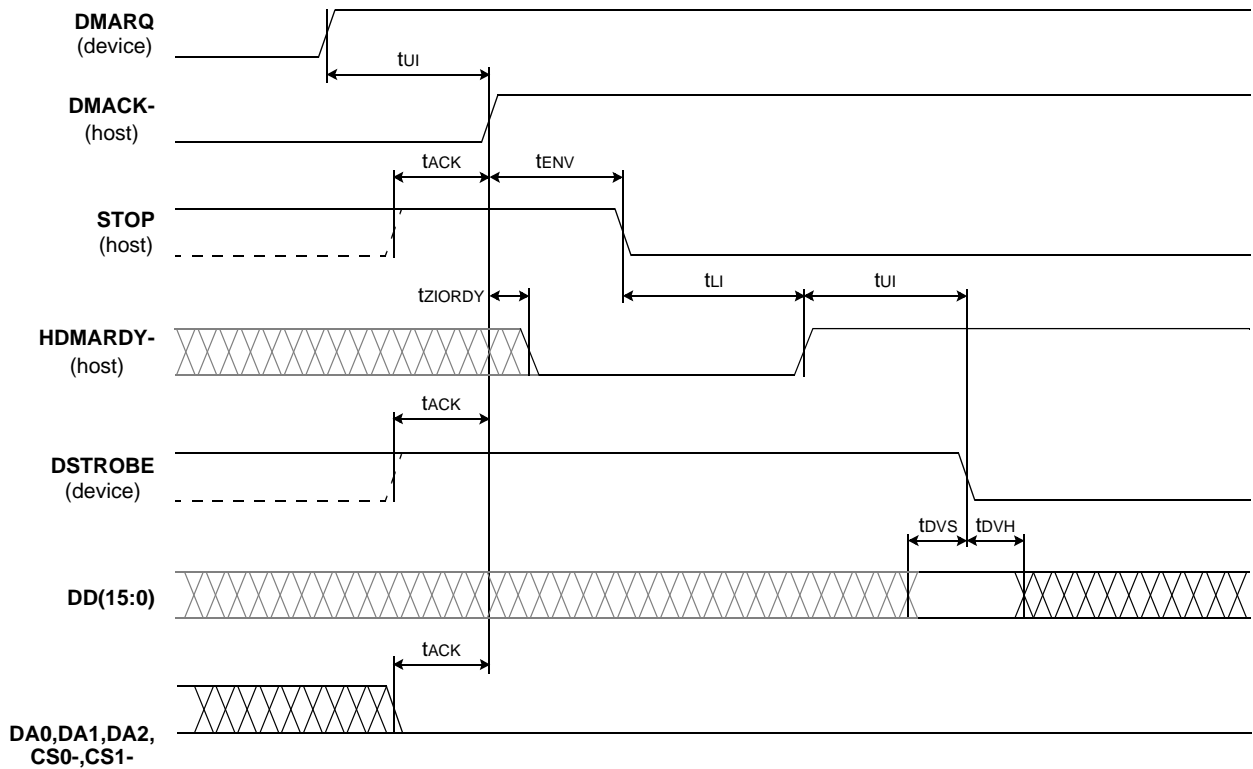 DMARQ
(device)
tUI
DMACK-
(host)
tACK
tENV
STOP
(host)
tZIORDY
tLI
tUI
HDMARDY-
(host)
tACK
DSTROBE
(device)
tDVS
tDVH
DD(15:0)
tACK
DA0,DA1,DA2,
CS0-,CS1-